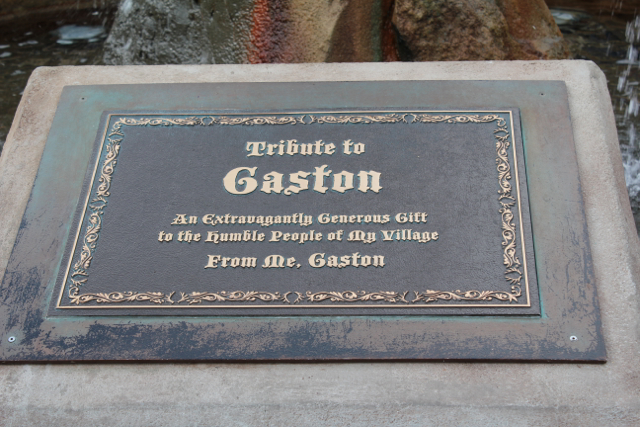 Tribute to
Gaston
An Extravagantly Generous Gift
to the Humble People of My Village
From Me, Gaston